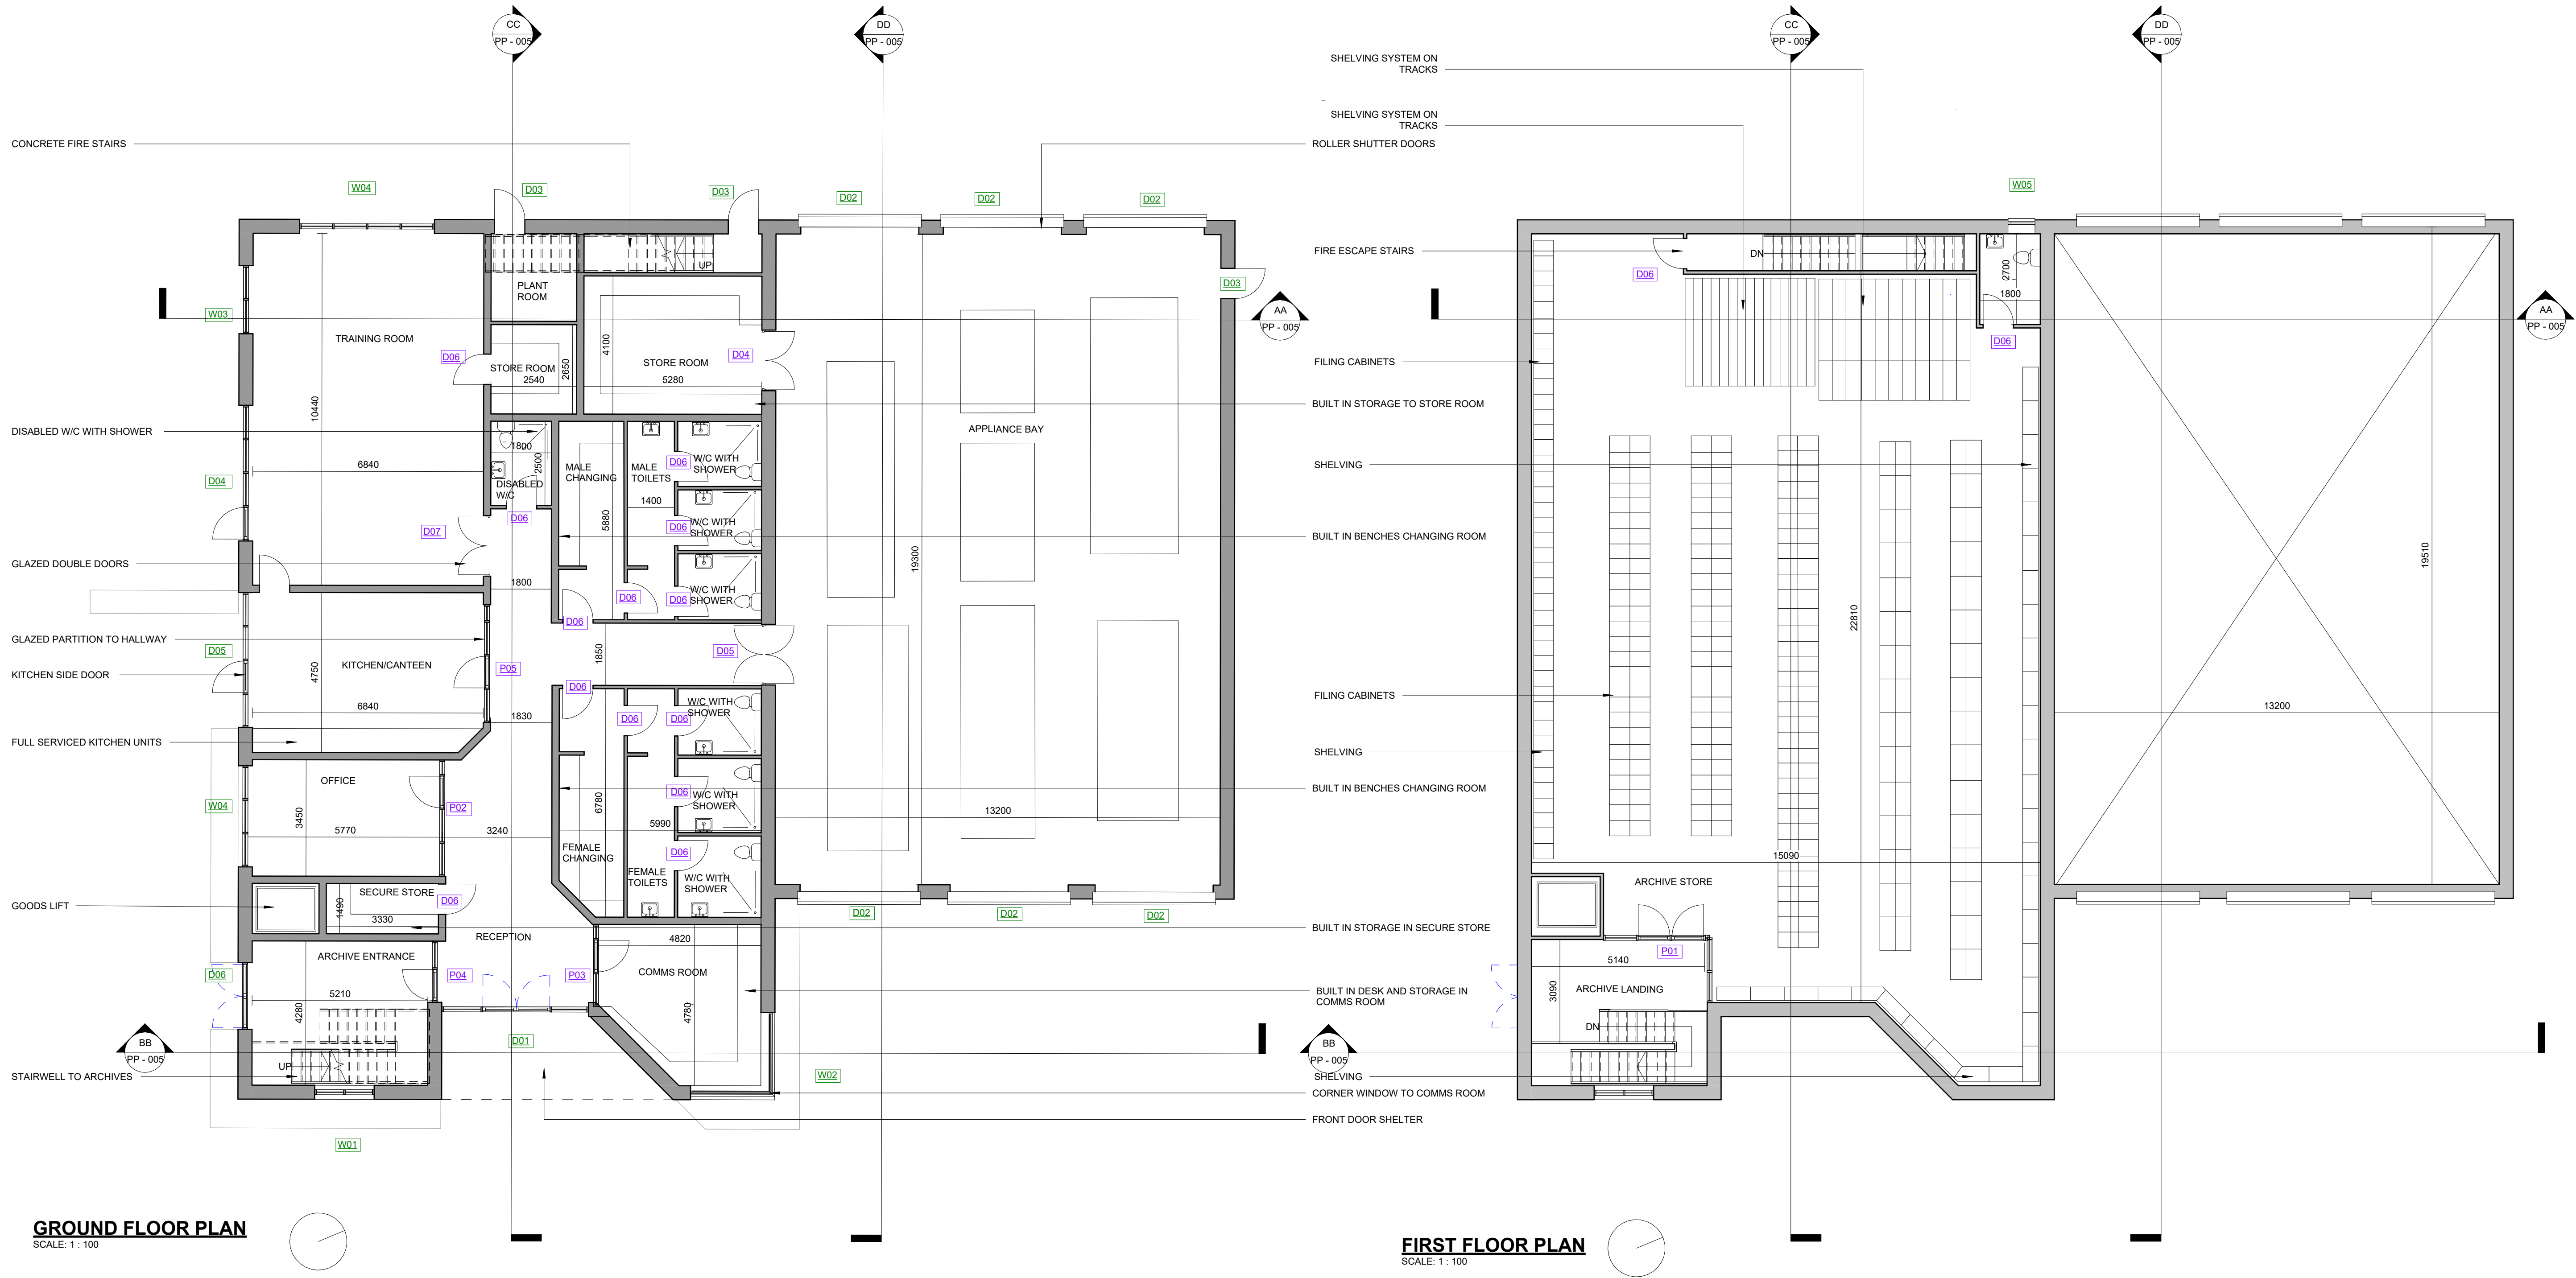 CC
PP - 005
DD
PP - 005
CC
PP - 005
DD
PP - 005
SHELVING SYSTEM ON
TRACKS
SHELVING SYSTEM ON
TRACKS
CONCRETE FIRE STAIRS
ROLLER SHUTTER DOORS
W04
D03
D03
D02
D02
D02
W05
UP
PLANT
ROOM
D03
AA
PP - 005
W03
TRAINING ROOM
D06
STORE ROOM
2540
2650
4100
STORE ROOM
5280
D04
BUILT IN STORAGE TO STORE ROOM
10440
DISABLED W/C WITH SHOWER
1800
2500
APPLIANCE BAY
6840
MALE
CHANGING
MALE
TOILETS
D06
W/C WITH
SHOWER
D04
DISABLED
W/C
1400
D06
5880
D06
W/C WITH
SHOWER
D07
BUILT IN BENCHES CHANGING ROOM
GLAZED DOUBLE DOORS
19300
1800
D06
D06
W/C WITH
SHOWER
D06
GLAZED PARTITION TO HALLWAY
D05
1850
D05
KITCHEN/CANTEEN
4750
P05
KITCHEN SIDE DOOR
D06
6840
1830
D06
D06
W/C WITH
SHOWER
FULL SERVICED KITCHEN UNITS
OFFICE
D06
W/C WITH
SHOWER
BUILT IN BENCHES CHANGING ROOM
W04
P02
3450
6780
13200
5770
3240
5990
FEMALE
CHANGING
D06
FEMALE
TOILETS
W/C WITH
SHOWER
SECURE STORE
D06
GOODS LIFT
1490
3330
D02
D02
D02
RECEPTION
4820
BUILT IN STORAGE IN SECURE STORE
ARCHIVE ENTRANCE
D06
P04
P03
COMMS ROOM
5210
BUILT IN DESK AND STORAGE IN
COMMS ROOM
4280
4780
BB
PP - 005
D01
UP
STAIRWELL TO ARCHIVES
W02
CORNER WINDOW TO COMMS ROOM
FRONT DOOR SHELTER
W01
GROUND FLOOR PLAN
SCALE: 1 : 100
FIRE ESCAPE STAIRS
DN
D06
2700
1800
AA
PP - 005
D06
FILING CABINETS
SHELVING
19510
22810
FILING CABINETS
13200
SHELVING
15090
ARCHIVE STORE
P01
5140
3090
ARCHIVE LANDING
DN
BB
PP - 005
SHELVING
FIRST FLOOR PLAN
SCALE: 1 : 100